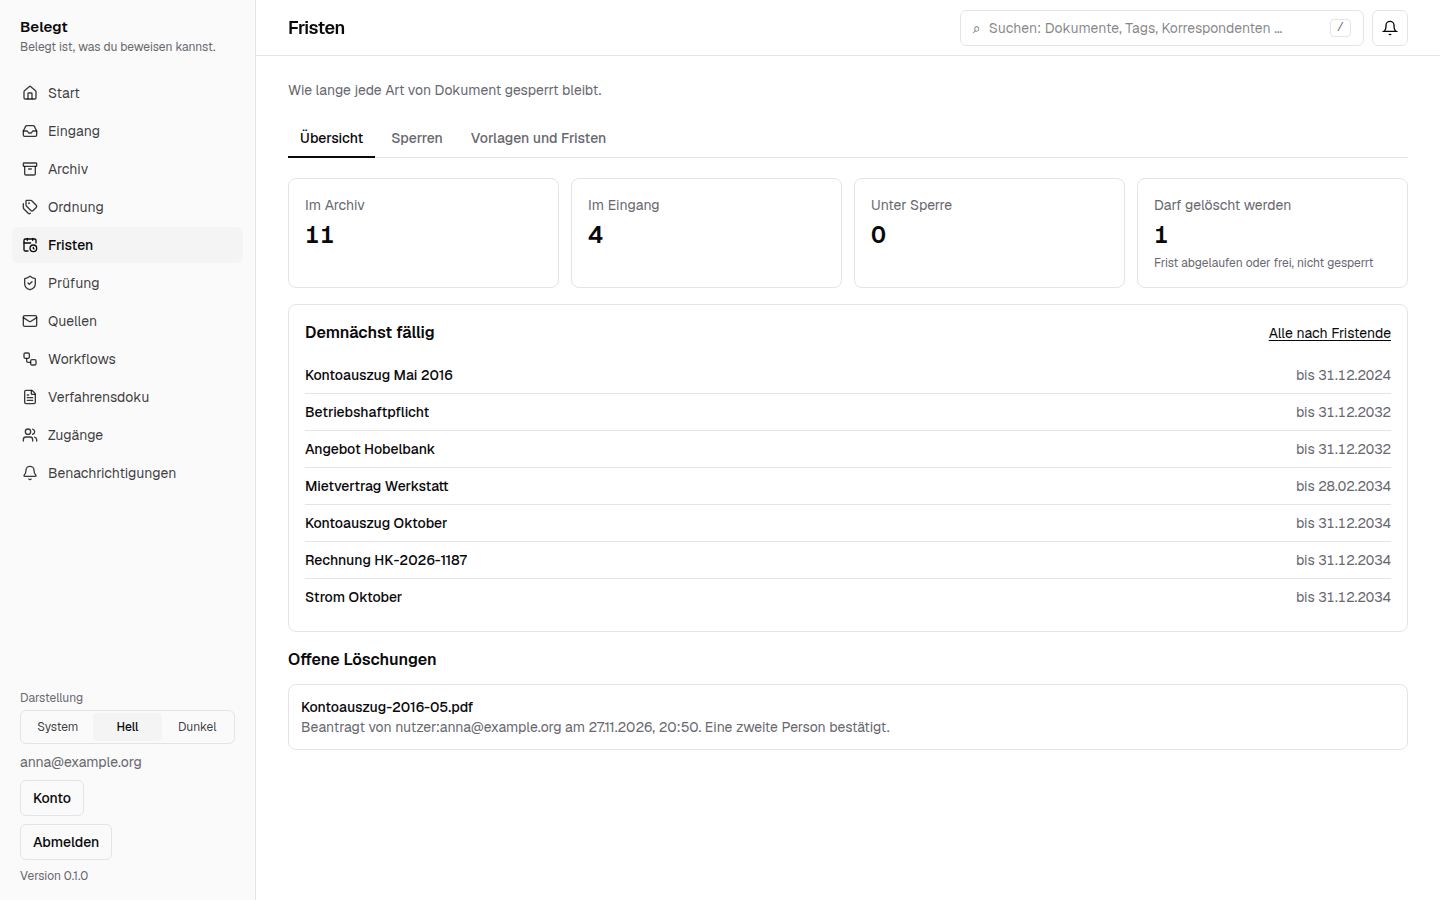 Belegt
Belegt ist, was du beweisen kannst.
Start
Eingang
Archiv
Ordnung
Fristen
Prüfung
Quellen
Workflows
Verfahrensdoku
Zugänge
Benachrichtigungen
Darstellung
System Hell Dunkel
anna@example.org
Konto
Abmelden
Version 0.1.0
Fristen
Suchen: Dokumente, Tags, Korrespondenten … /
Wie lange jede Art von Dokument gesperrt bleibt.
Übersicht Sperren Vorlagen und Fristen
Im Archiv
11
Im Eingang
4
Unter Sperre
0
Darf gelöscht werden
1
Frist abgelaufen oder frei, nicht gesperrt
Demnächst fällig Alle nach Fristende
Kontoauszug Mai 2016 bis 31.12.2024
Betriebshaftpflicht bis 31.12.2032
Angebot Hobelbank bis 31.12.2032
Mietvertrag Werkstatt bis 28.02.2034
Kontoauszug Oktober bis 31.12.2034
Rechnung HK-2026-1187 bis 31.12.2034
Strom Oktober bis 31.12.2034
Offene Löschungen
Kontoauszug-2016-05.pdf
Beantragt von nutzer:anna@example.org am 27.11.2026, 20:50. Eine zweite Person bestätigt.